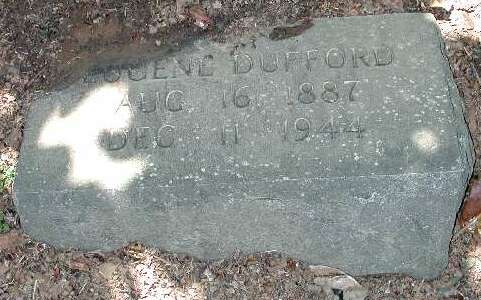 EUGENE DUFFORD
AUG 16 1887
DEC 11 1944